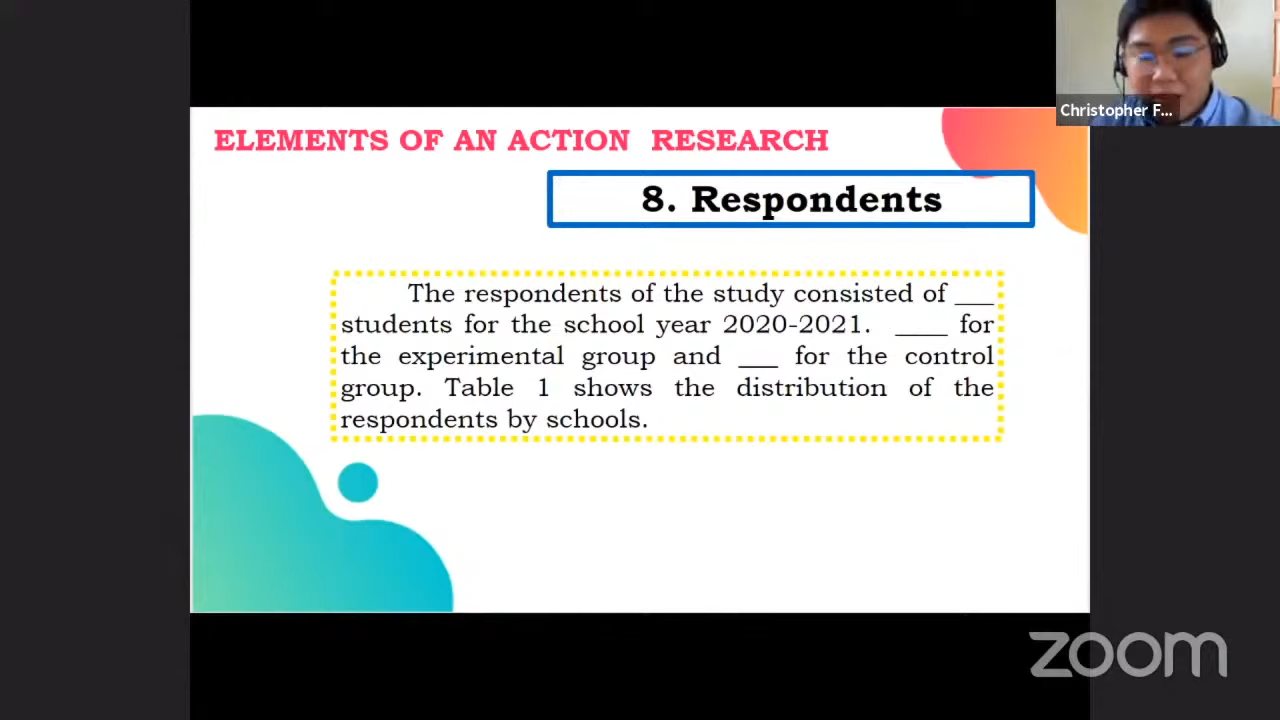 ELEMENTS OF AN ACTION RESEARCH
8. Respondents
The respondents of the study consisted of ___
students for the school year 2020-2021. ____ for
the experimental group and ___ for the control
group. Table 1 shows the distribution of the
respondents by schools.
Christopher F...
zoom